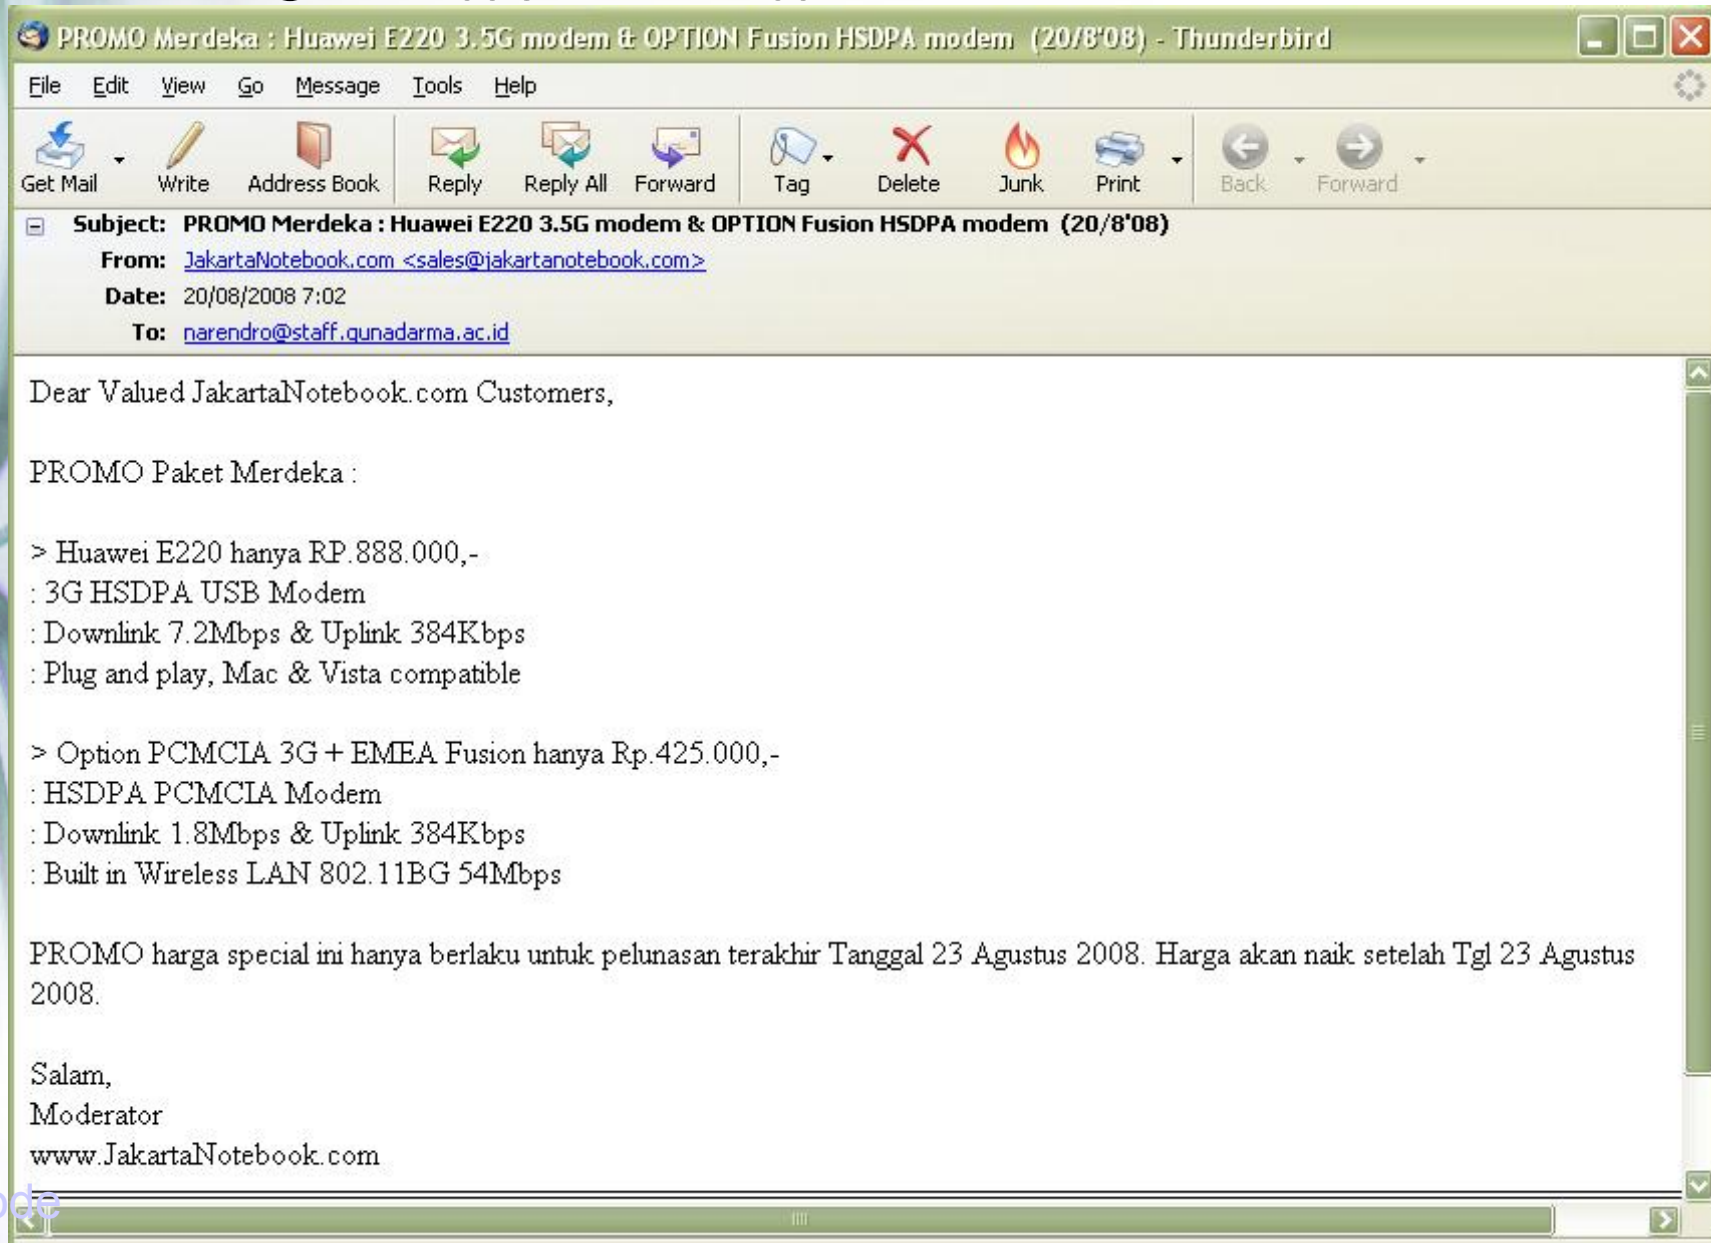 PROMO Merdeka : Huawei E220 3.5G modem & OPTION Fusion HSDPA modem (20/8'08) - Thunderbird
File Edit View Go Message Tools Help
Get Mail Write Address Book Reply Reply All Forward Tag Delete Junk Print Back Forward
Subject: PROMO Merdeka : Huawei E220 3.5G modem & OPTION Fusion HSDPA modem (20/8'08)
From: JakartaNotebook.com <sales@jakartanotebook.com>
Date: 20/08/2008 7:02
To: narendro@staff.gunadarma.ac.id
Dear Valued JakartaNotebook.com Customers,
PROMO Paket Merdeka :
> Huawei E220 hanya RP.888.000,-
: 3G HSDPA USB Modem
: Downlink 7.2Mbps & Uplink 384Kbps
: Plug and play, Mac & Vista compatible
> Option PCMCIA 3G + EMEA Fusion hanya Rp.425.000,-
: HSDPA PCMCIA Modem
: Downlink 1.8Mbps & Uplink 384Kbps
: Built in Wireless LAN 802.11BG 54Mbps
PROMO harga special ini hanya berlaku untuk pelunasan terakhir Tanggal 23 Agustus 2008. Harga akan naik setelah Tgl 23 Agustus
2008.
Salam,
Moderator
www.JakartaNotebook.com